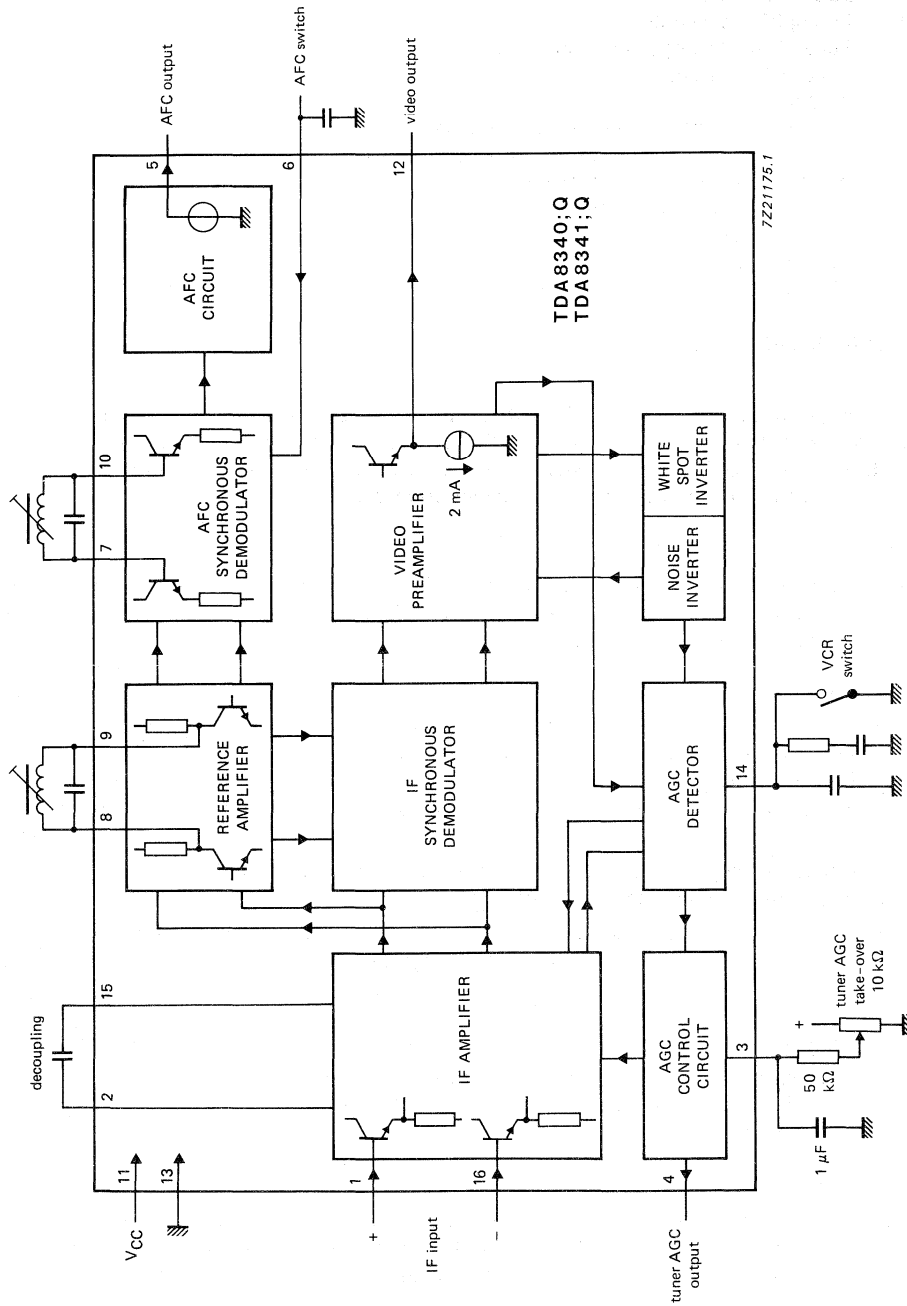 decoupling
VCC
11
13
2
15
8
9
7
10
5
AFC output
6
AFC switch
12
video output
REFERENCE
AMPLIFIER
AFC
SYNCHRONOUS
DEMODULATOR
AFC
CIRCUIT
+
1
IF input
16
−
IF AMPLIFIER
IF
SYNCHRONOUS
DEMODULATOR
VIDEO
PREAMPLIFIER
2 mA
TDA8340;Q
TDA8341;Q
tuner AGC
output
4
AGC
CONTROL
CIRCUIT
AGC
DETECTOR
NOISE
INVERTER
WHITE
SPOT
INVERTER
3
1 μF
50
kΩ
+
tuner AGC
take-over
10 kΩ
14
VCR
switch
7Z21175.1